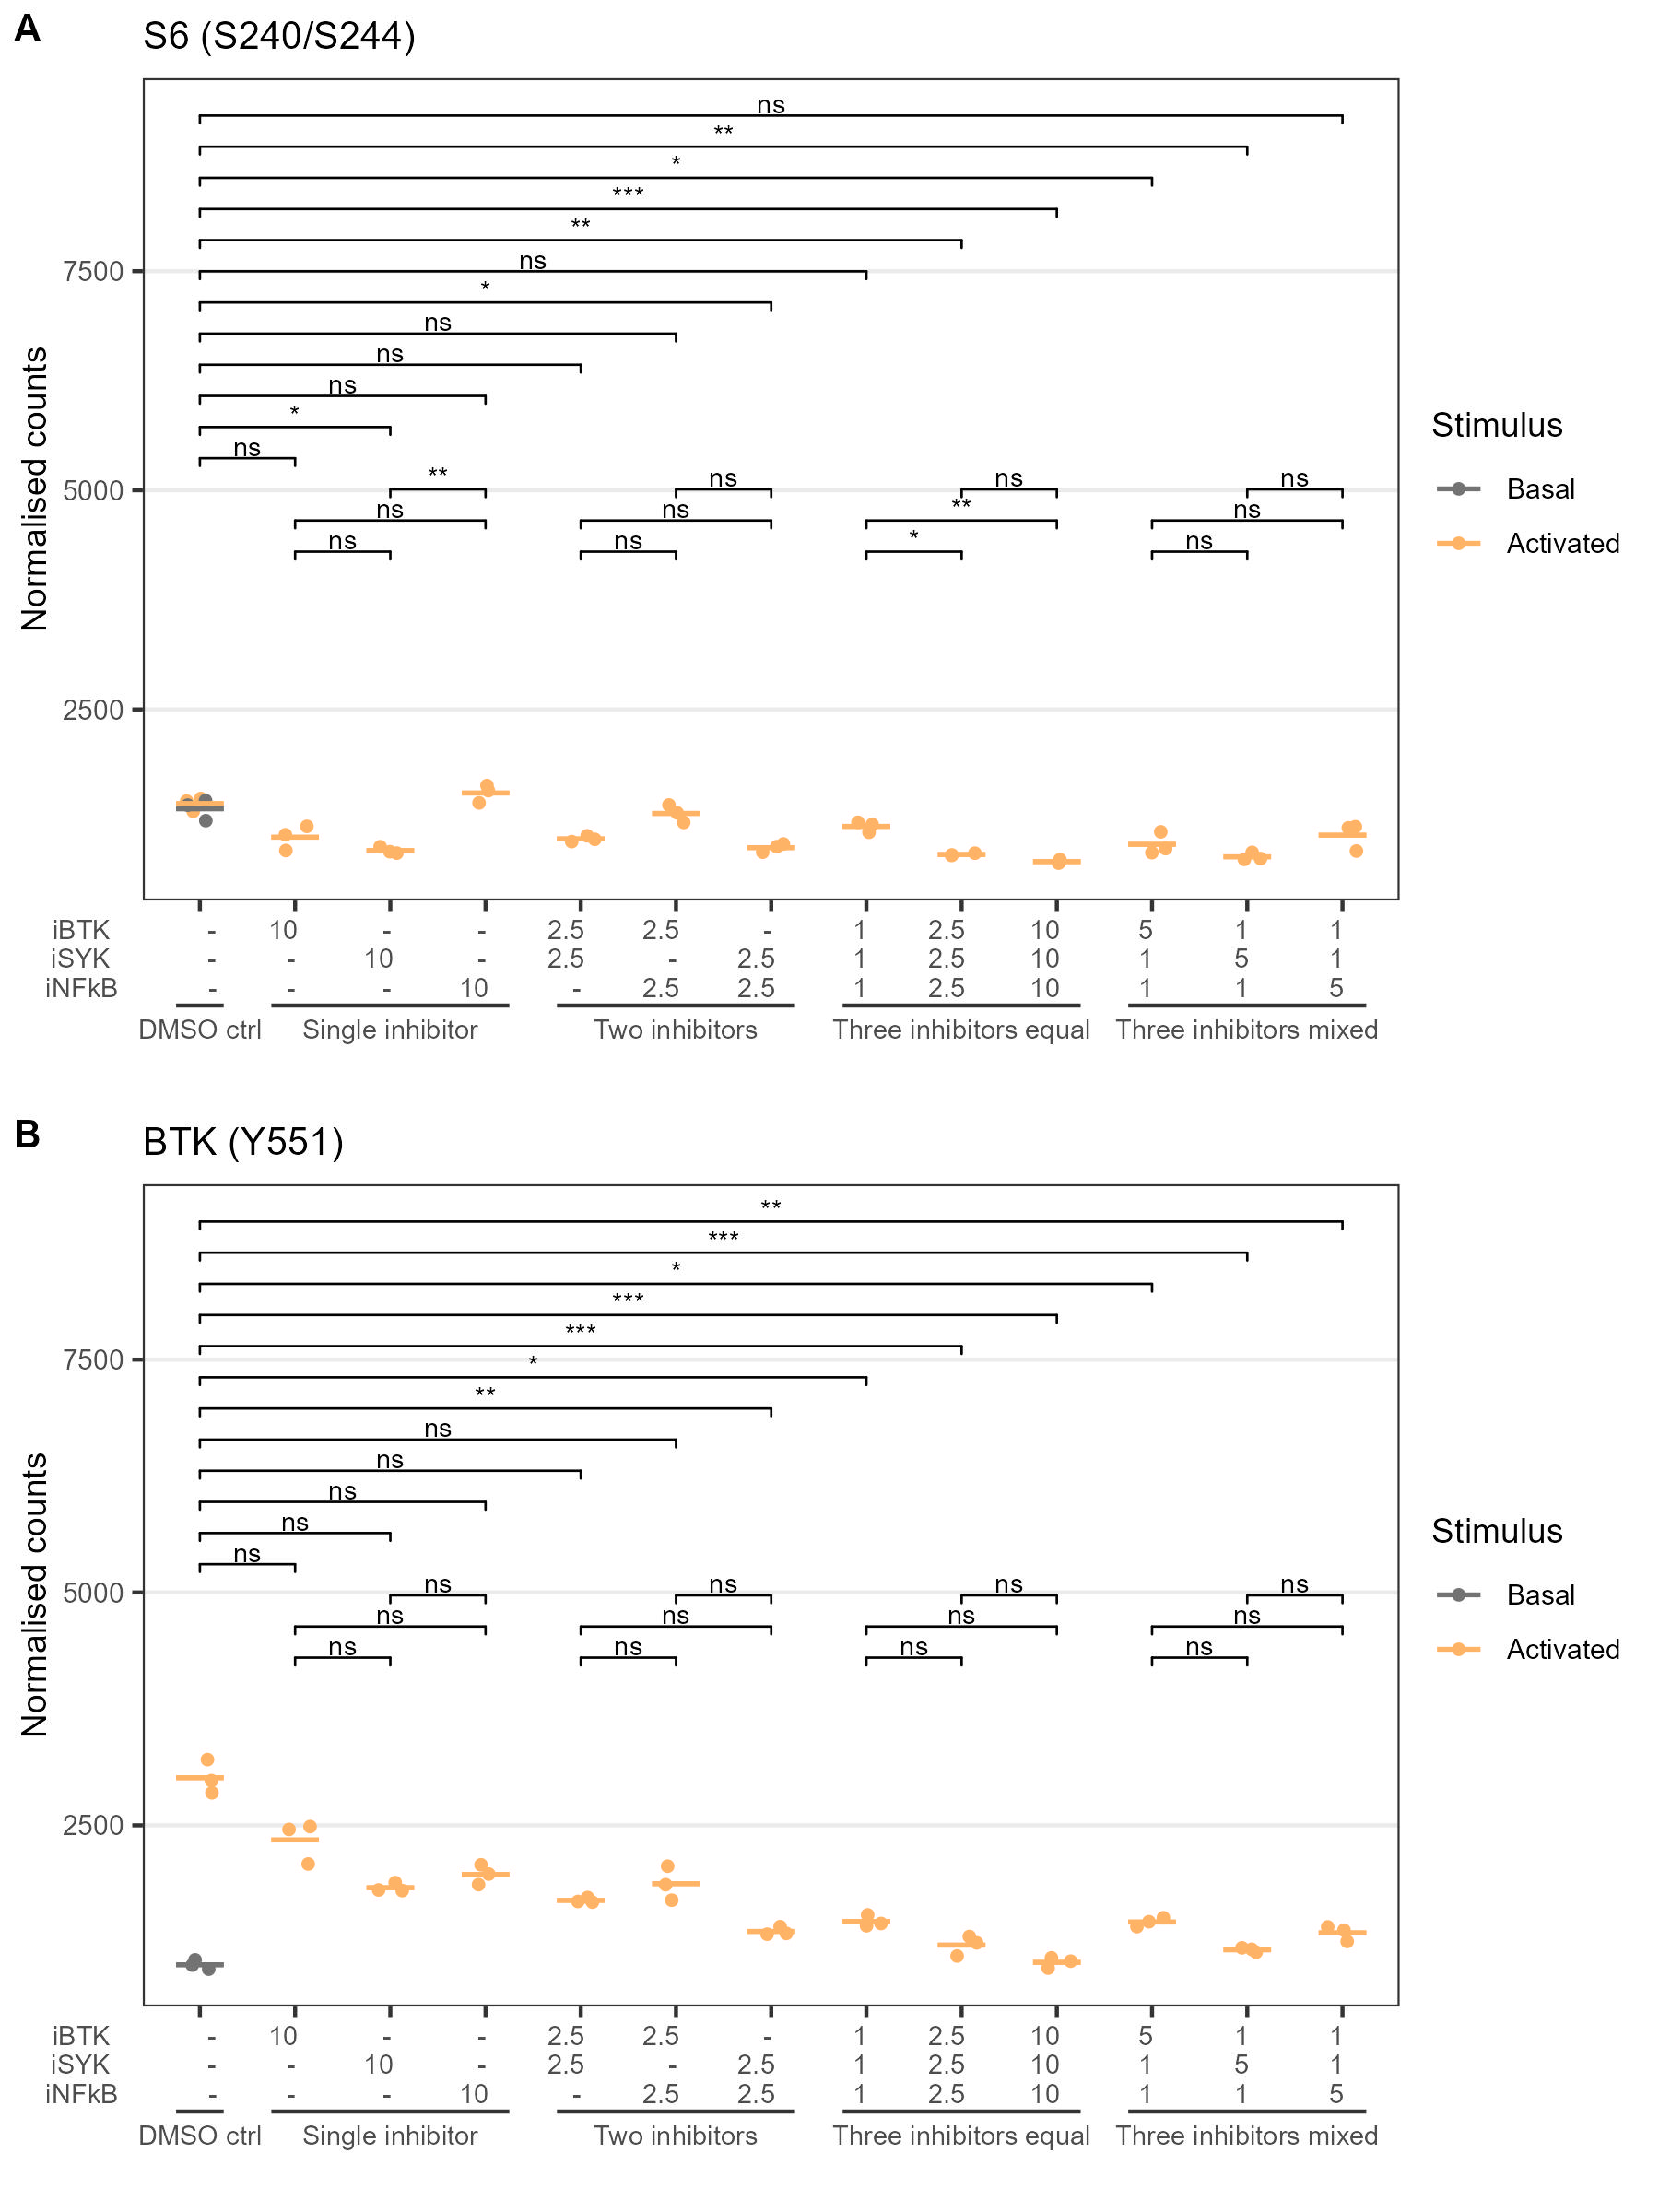 A
S6 (S240/S244)
ns
**
*
***
**
7500
ns
*
ns
ns
ns
*
ns
**
ns
ns
ns
5000
ns
ns
**
ns
ns
ns
*
ns
2500
Normalised counts
Stimulus
Basal
Activated
iBTK - 10 - - 2.5 2.5 - 1 2.5 10 5 1 1
iSYK - - 10 - 2.5 - 2.5 1 2.5 10 1 5 1
iNFkB - - - 10 - 2.5 2.5 1 2.5 10 1 1 5
DMSO ctrl Single inhibitor Two inhibitors Three inhibitors equal Three inhibitors mixed
B
BTK (Y551)
**
***
*
***
***
7500
*
**
ns
ns
ns
ns
ns
ns
ns
ns
ns
5000
ns
ns
ns
ns
ns
ns
ns
ns
2500
Normalised counts
Stimulus
Basal
Activated
iBTK - 10 - - 2.5 2.5 - 1 2.5 10 5 1 1
iSYK - - 10 - 2.5 - 2.5 1 2.5 10 1 5 1
iNFkB - - - 10 - 2.5 2.5 1 2.5 10 1 1 5
DMSO ctrl Single inhibitor Two inhibitors Three inhibitors equal Three inhibitors mixed